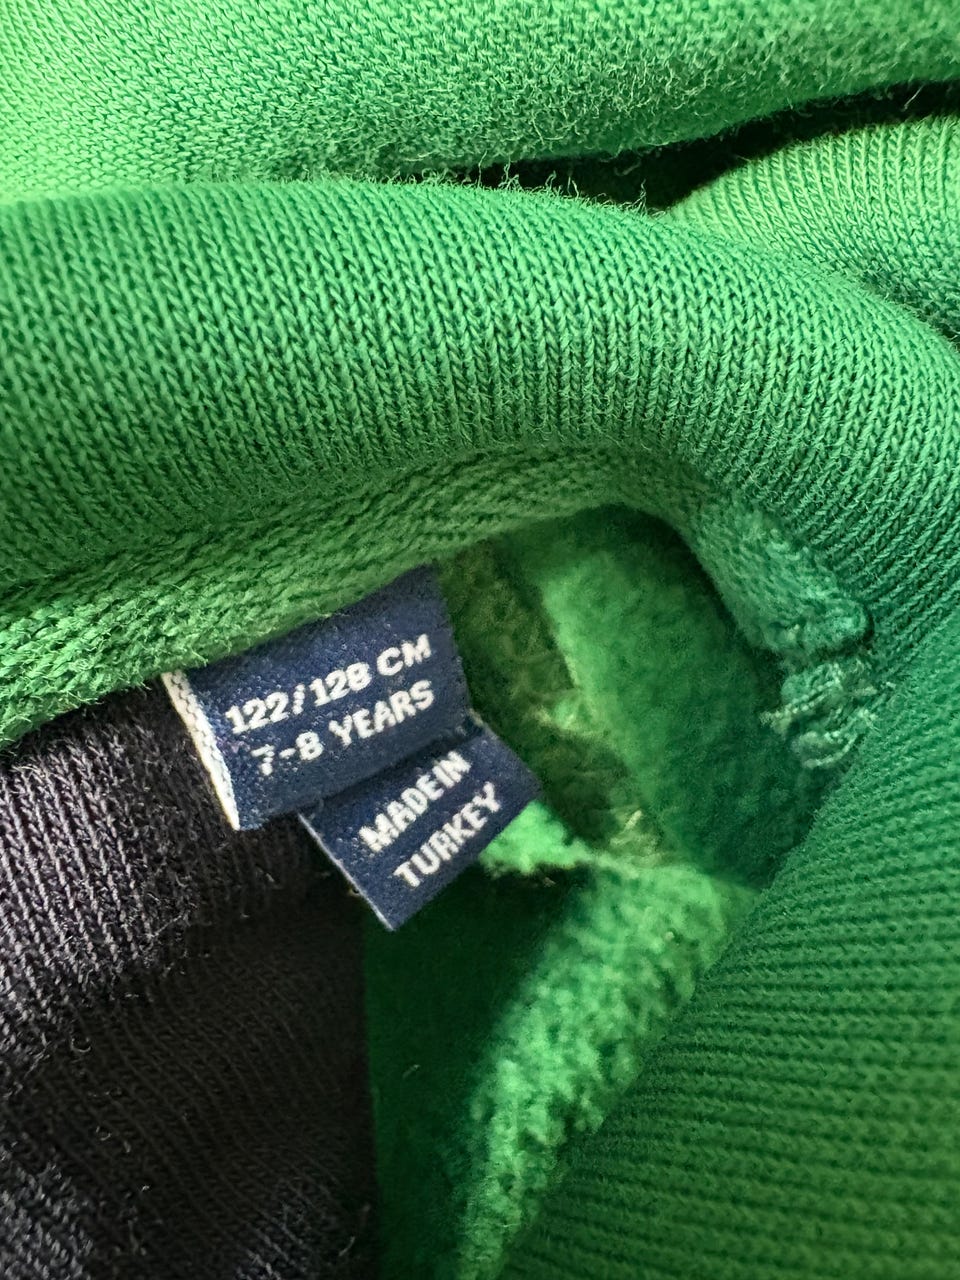 122/128 CM
7-8 YEARS
MADE IN
TURKEY